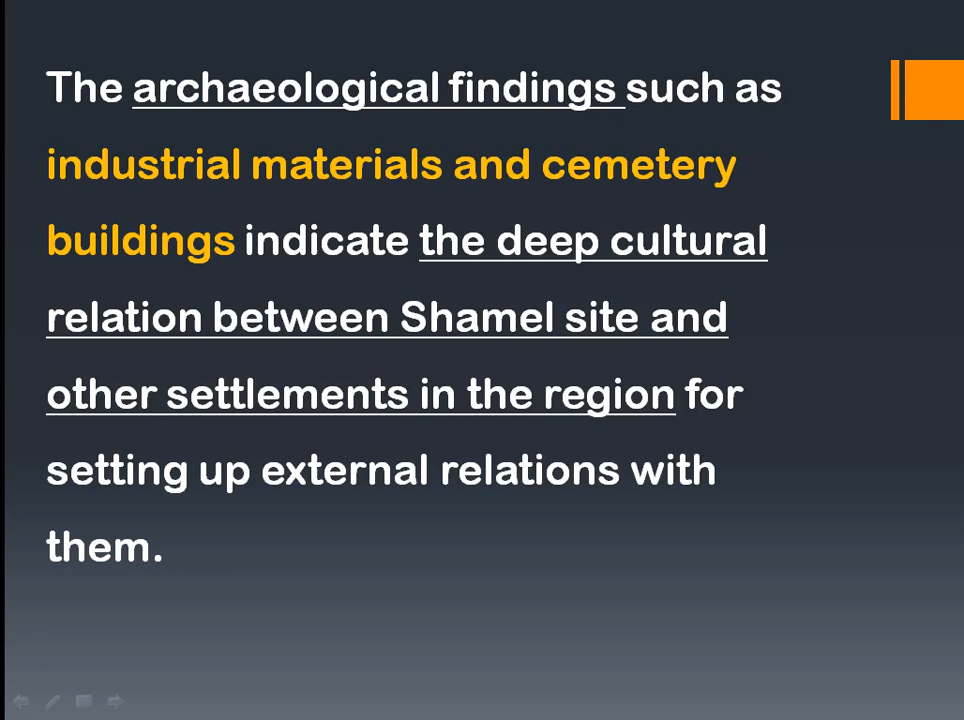 The archaeological findings such as
industrial materials and cemetery
buildings indicate the deep cultural
relation between Shamel site and
other settlements in the region for
setting up external relations with
them.